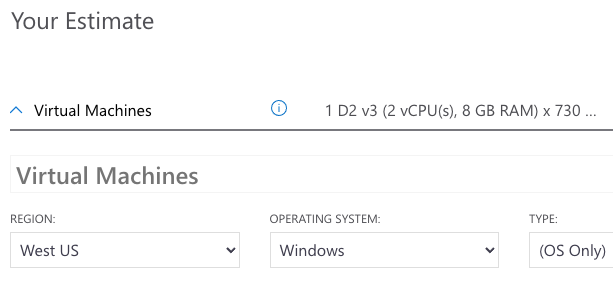 Your Estimate
Virtual Machines 1 D2 v3 (2 vCPU(s), 8 GB RAM) x 730 ...
Virtual Machines
REGION: OPERATING SYSTEM: TYPE:
West US Windows (OS Only)